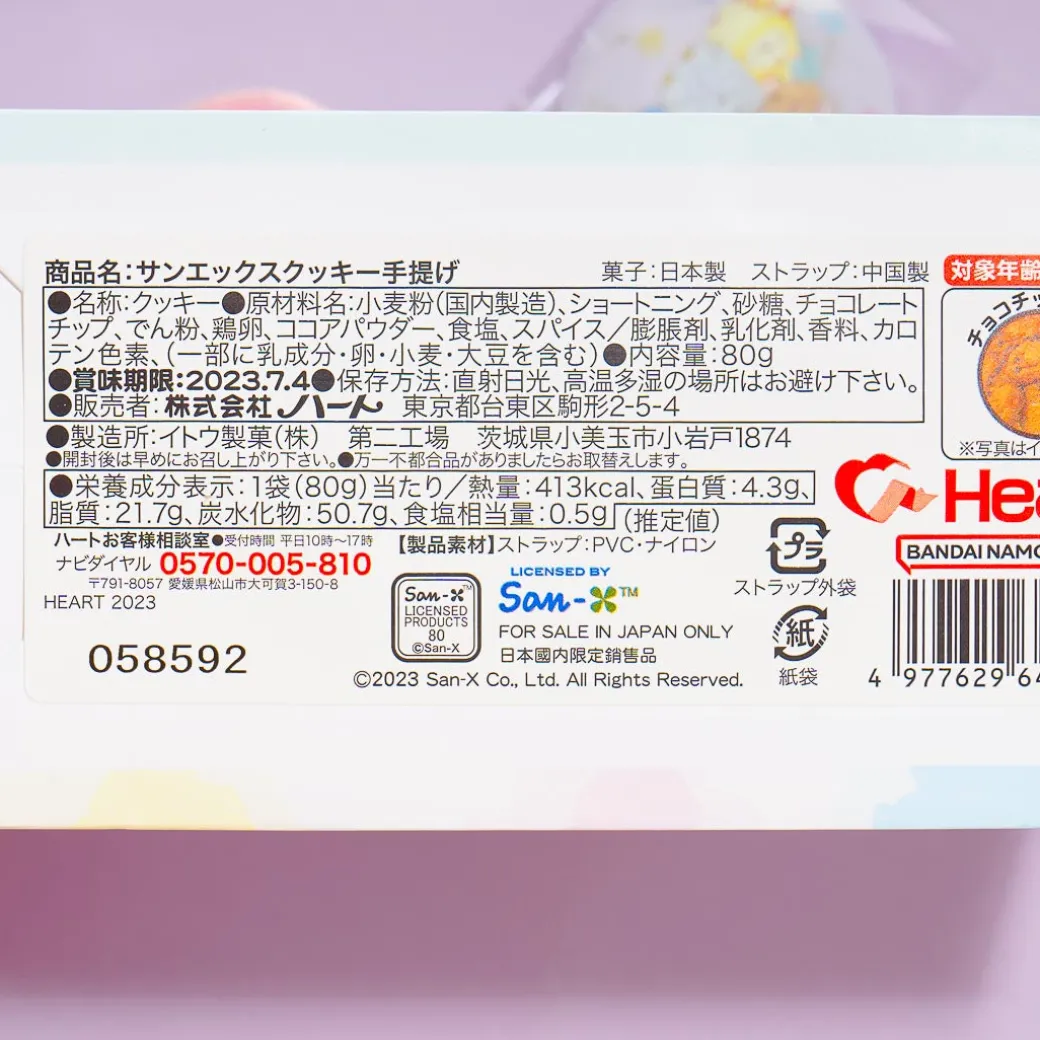 商品名:サンエックスクッキー手提げ 菓子:日本製 ストラップ:中国製
対象年齢
●名称:クッキー●原材料名:小麦粉(国内製造)、ショートニング、砂糖、チョコレート
チップ、でん粉、鶏卵、ココアパウダー、食塩、スパイス/膨脹剤、乳化剤、香料、カロ
テン色素、(一部に乳成分・卵・小麦・大豆を含む)●内容量:80g
●賞味期限:2023.7.4●保存方法:直射日光、高温多湿の場所はお避け下さい。
●販売者:株式会社ハート 東京都台東区駒形2-5-4
チョコチッ
※写真はイ
●製造所:イトウ製菓(株) 第二工場 茨城県小美玉市小岩戸1874
●開封後は早めにお召し上がり下さい。●万一不都合品がありましたらお取替えします。
●栄養成分表示:1袋(80g)当たり/熱量:413kcal、蛋白質:4.3g、
脂質:21.7g、炭水化物:50.7g、食塩相当量:0.5g(推定値)
Hea
ハートお客様相談室●受付時間 平日10時~17時
ナビダイヤル 0570-005-810
〒791-8057 愛媛県松山市大可賀3-150-8
HEART 2023
058592
【製品素材】ストラップ:PVC・ナイロン
San-X™
LICENSED
PRODUCTS
80
©San-X
LICENSED BY
San-X™
FOR SALE IN JAPAN ONLY
日本國内限定銷售品
©2023 San-X Co., Ltd. All Rights Reserved.
プラ
ストラップ外袋
紙
紙袋
BANDAI NAMCO
4 977629 64